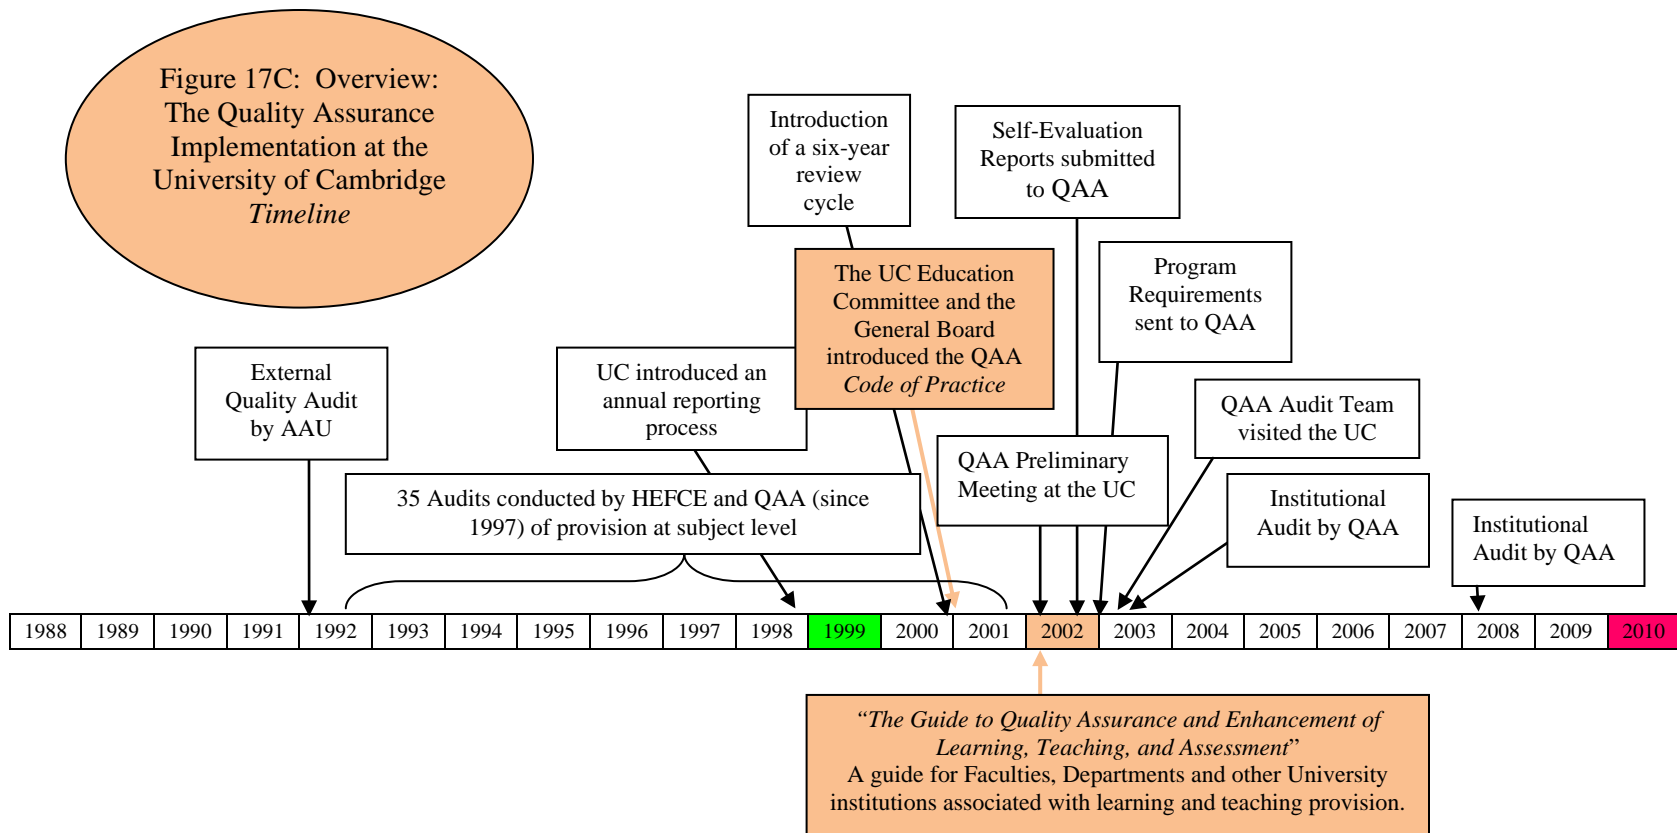 Figure 17C: Overview:
The Quality Assurance
Implementation at the
University of Cambridge
Timeline
Introduction
of a six-year
review
cycle
Self-Evaluation
Reports submitted
to QAA
The UC Education
Committee and the
General Board
introduced the QAA
Code of Practice
Program
Requirements
sent to QAA
External
Quality Audit
by AAU
UC introduced an
annual reporting
process
QAA Audit Team
visited the UC
QAA Preliminary
Meeting at the UC
35 Audits conducted by HEFCE and QAA (since
1997) of provision at subject level
Institutional
Audit by QAA
Institutional
Audit by QAA
1988 1989 1990 1991 1992 1993 1994 1995 1996 1997 1998 1999 2000 2001 2002 2003 2004 2005 2006 2007 2008 2009 2010
“The Guide to Quality Assurance and Enhancement of
Learning, Teaching, and Assessment”
A guide for Faculties, Departments and other University
institutions associated with learning and teaching provision.